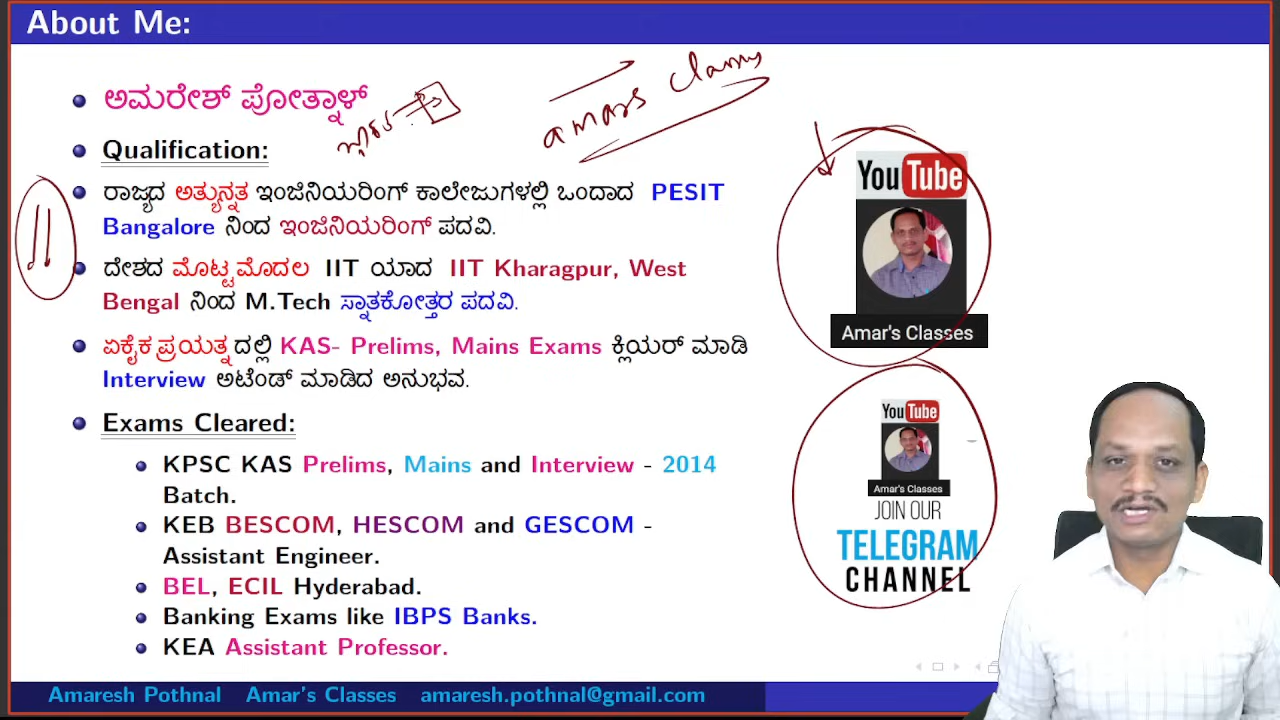 About Me:
ಅಮರೇಶ್ ಪೋತ್ನಾಳ್
amars classes
Qualification:
ರಾಜ್ಯದ ಅತ್ಯುನ್ನತ ಇಂಜಿನಿಯರಿಂಗ್ ಕಾಲೇಜುಗಳಲ್ಲಿ ಒಂದಾದ PESIT
Bangalore ನಿಂದ ಇಂಜಿನಿಯರಿಂಗ್ ಪದವಿ.
ದೇಶದ ಮೊಟ್ಟಮೊದಲ IIT ಯಾದ IIT Kharagpur, West
Bengal ನಿಂದ M.Tech ಸ್ನಾತಕೋತ್ತರ ಪದವಿ.
ಏಕೈಕ ಪ್ರಯತ್ನದಲ್ಲಿ KAS- Prelims, Mains Exams ಕ್ಲಿಯರ್ ಮಾಡಿ
Interview ಅಟೆಂಡ್ ಮಾಡಿದ ಅನುಭವ.
Exams Cleared:
KPSC KAS Prelims, Mains and Interview - 2014
Batch.
KEB BESCOM, HESCOM and GESCOM -
Assistant Engineer.
BEL, ECIL Hyderabad.
Banking Exams like IBPS Banks.
KEA Assistant Professor.
YouTube
Amar's Classes
YouTube
Amar's Classes
JOIN OUR
TELEGRAM
CHANNEL
Amaresh Pothnal Amar's Classes amaresh.pothnal@gmail.com